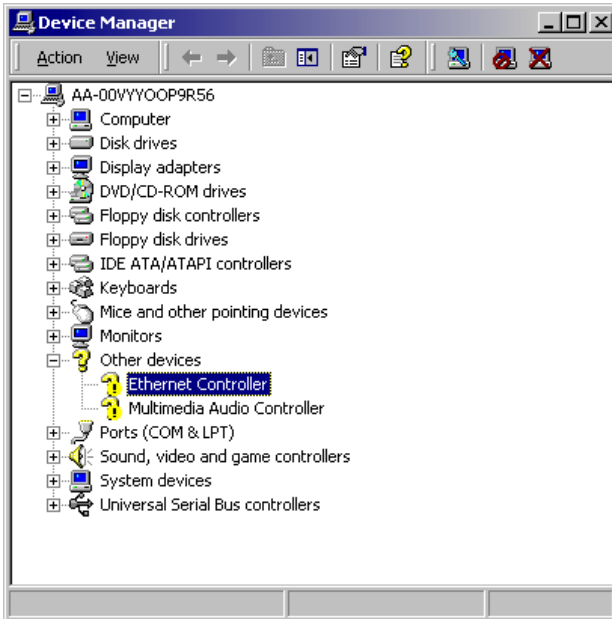 Device Manager
Action View
AA-00VYYOOP9R56
Computer
Disk drives
Display adapters
DVD/CD-ROM drives
Floppy disk controllers
Floppy disk drives
IDE ATA/ATAPI controllers
Keyboards
Mice and other pointing devices
Monitors
Other devices
Ethernet Controller
Multimedia Audio Controller
Ports (COM & LPT)
Sound, video and game controllers
System devices
Universal Serial Bus controllers